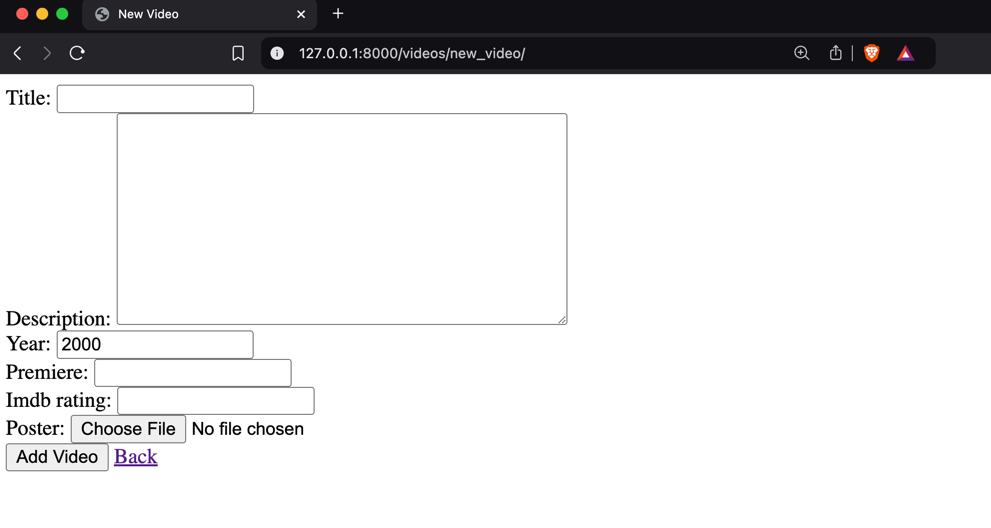 New Video
127.0.0.1:8000/videos/new_video/
Title:
Description:
Year: 2000
Premiere:
Imdb rating:
Poster: Choose File No file chosen
Add Video Back